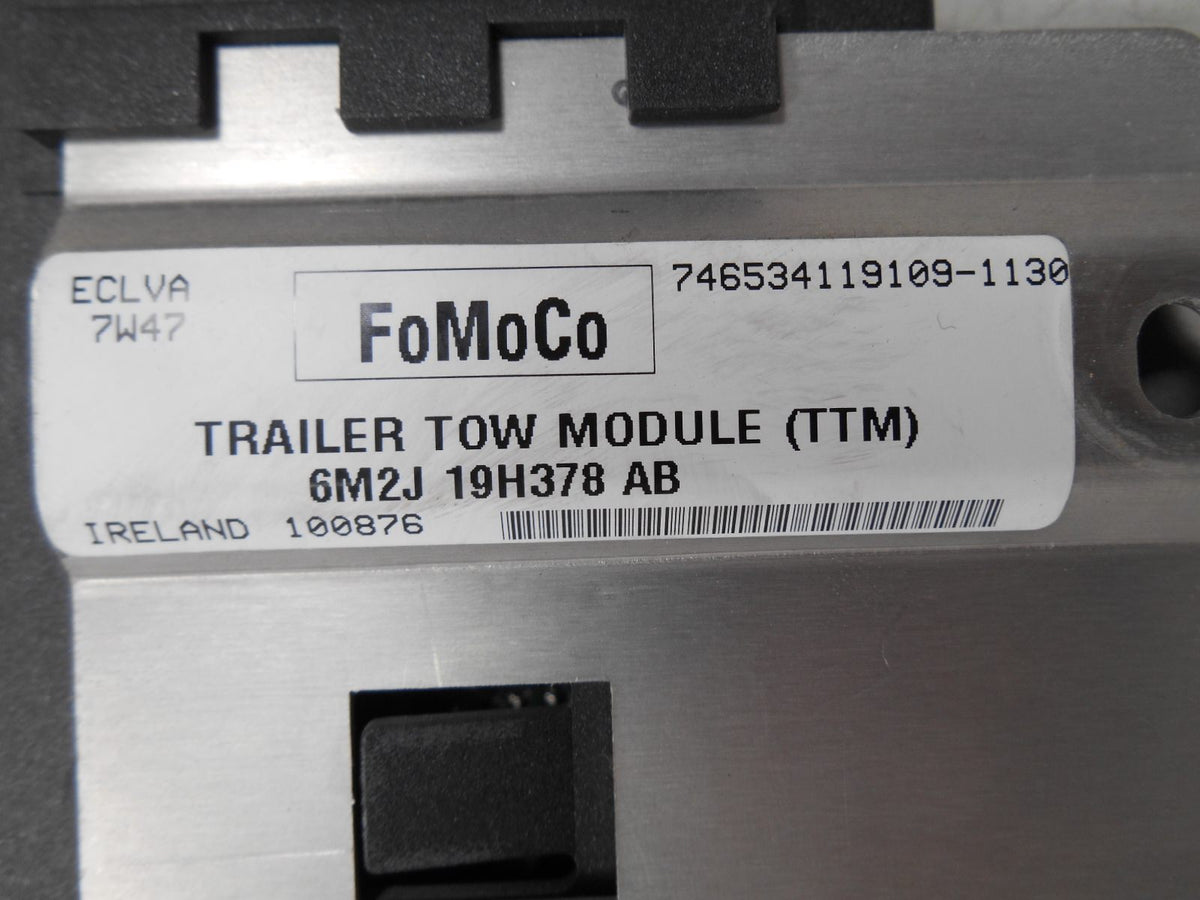 ECLVA
7W47
FoMoCo
746534119109-1130
TRAILER TOW MODULE (TTM)
6M2J 19H378 AB
IRELAND 100876